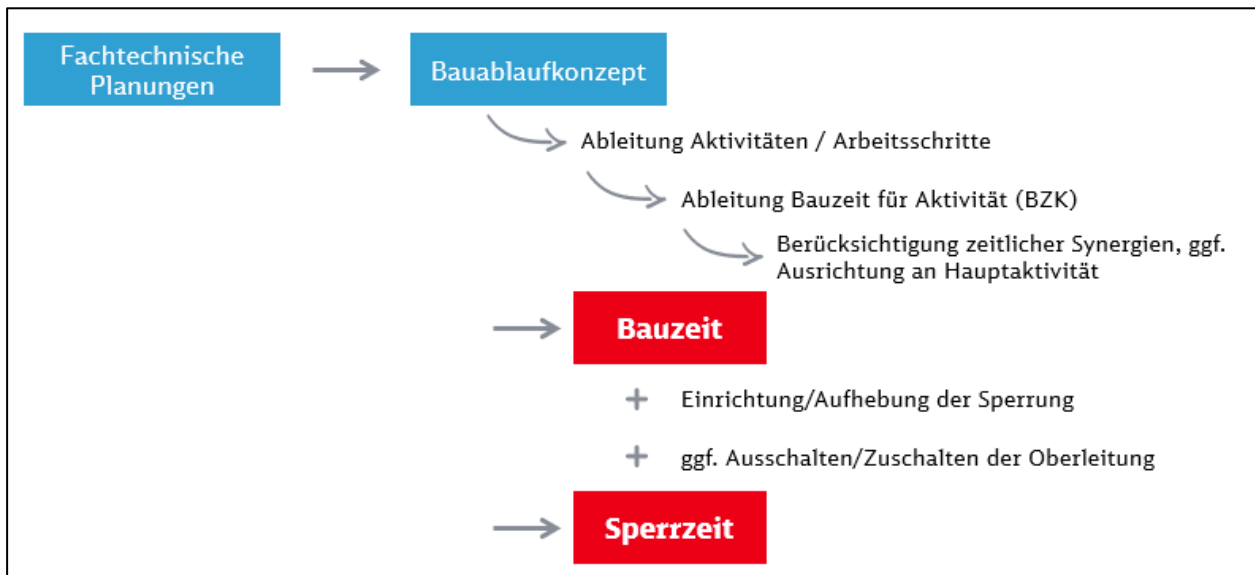 Fachtechnische
Planungen
Bauablaufkonzept
Ableitung Aktivitäten / Arbeitsschritte
Ableitung Bauzeit für Aktivität (BZK)
Berücksichtigung zeitlicher Synergien, ggf.
Ausrichtung an Hauptaktivität
Bauzeit
+ Einrichtung/Aufhebung der Sperrung
+ ggf. Ausschalten/Zuschalten der Oberleitung
Sperrzeit